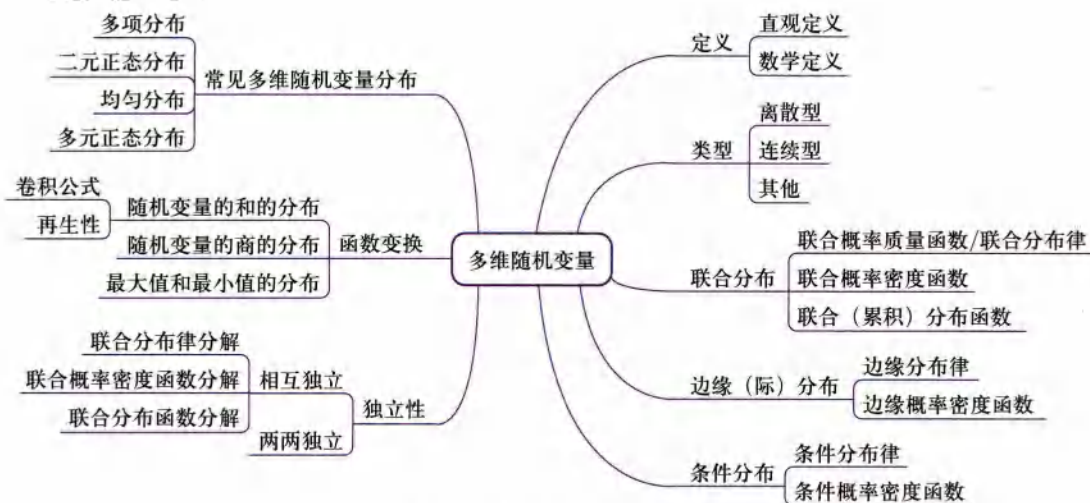 多项分布
二元正态分布
均匀分布
多元正态分布
常见多维随机变量分布
卷积公式
再生性
随机变量的和的分布
随机变量的商的分布
最大值和最小值的分布
函数变换
联合分布律分解
联合概率密度函数分解
联合分布函数分解
相互独立
两两独立
独立性
多维随机变量
定义
直观定义
数学定义
类型
离散型
连续型
其他
联合分布
联合概率质量函数/联合分布律
联合概率密度函数
联合（累积）分布函数
边缘（际）分布
边缘分布律
边缘概率密度函数
条件分布
条件分布律
条件概率密度函数